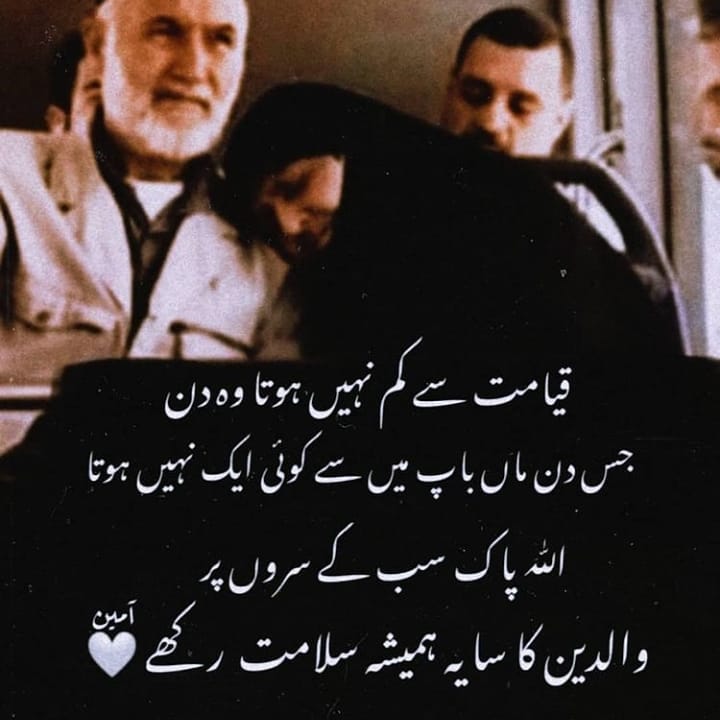 قیامت سے کم نہیں ہوتا وہ دن
جس دن ماں باپ میں سے کوئی ایک نہیں ہوتا
اللہ پاک سب کے سروں پر
والدین کا سایہ ہمیشہ سلامت رکھے آمین 🤍